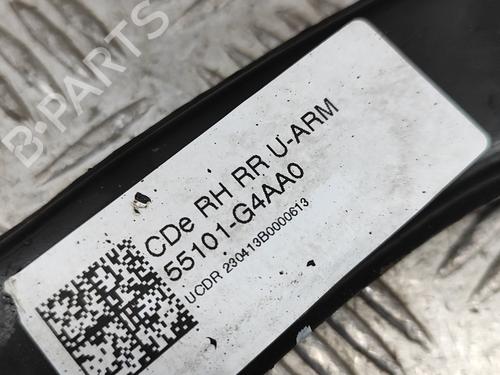 B-PARTS
CDe RH RR U-ARM
55101-G4AA0
UCDR 230413B0000613